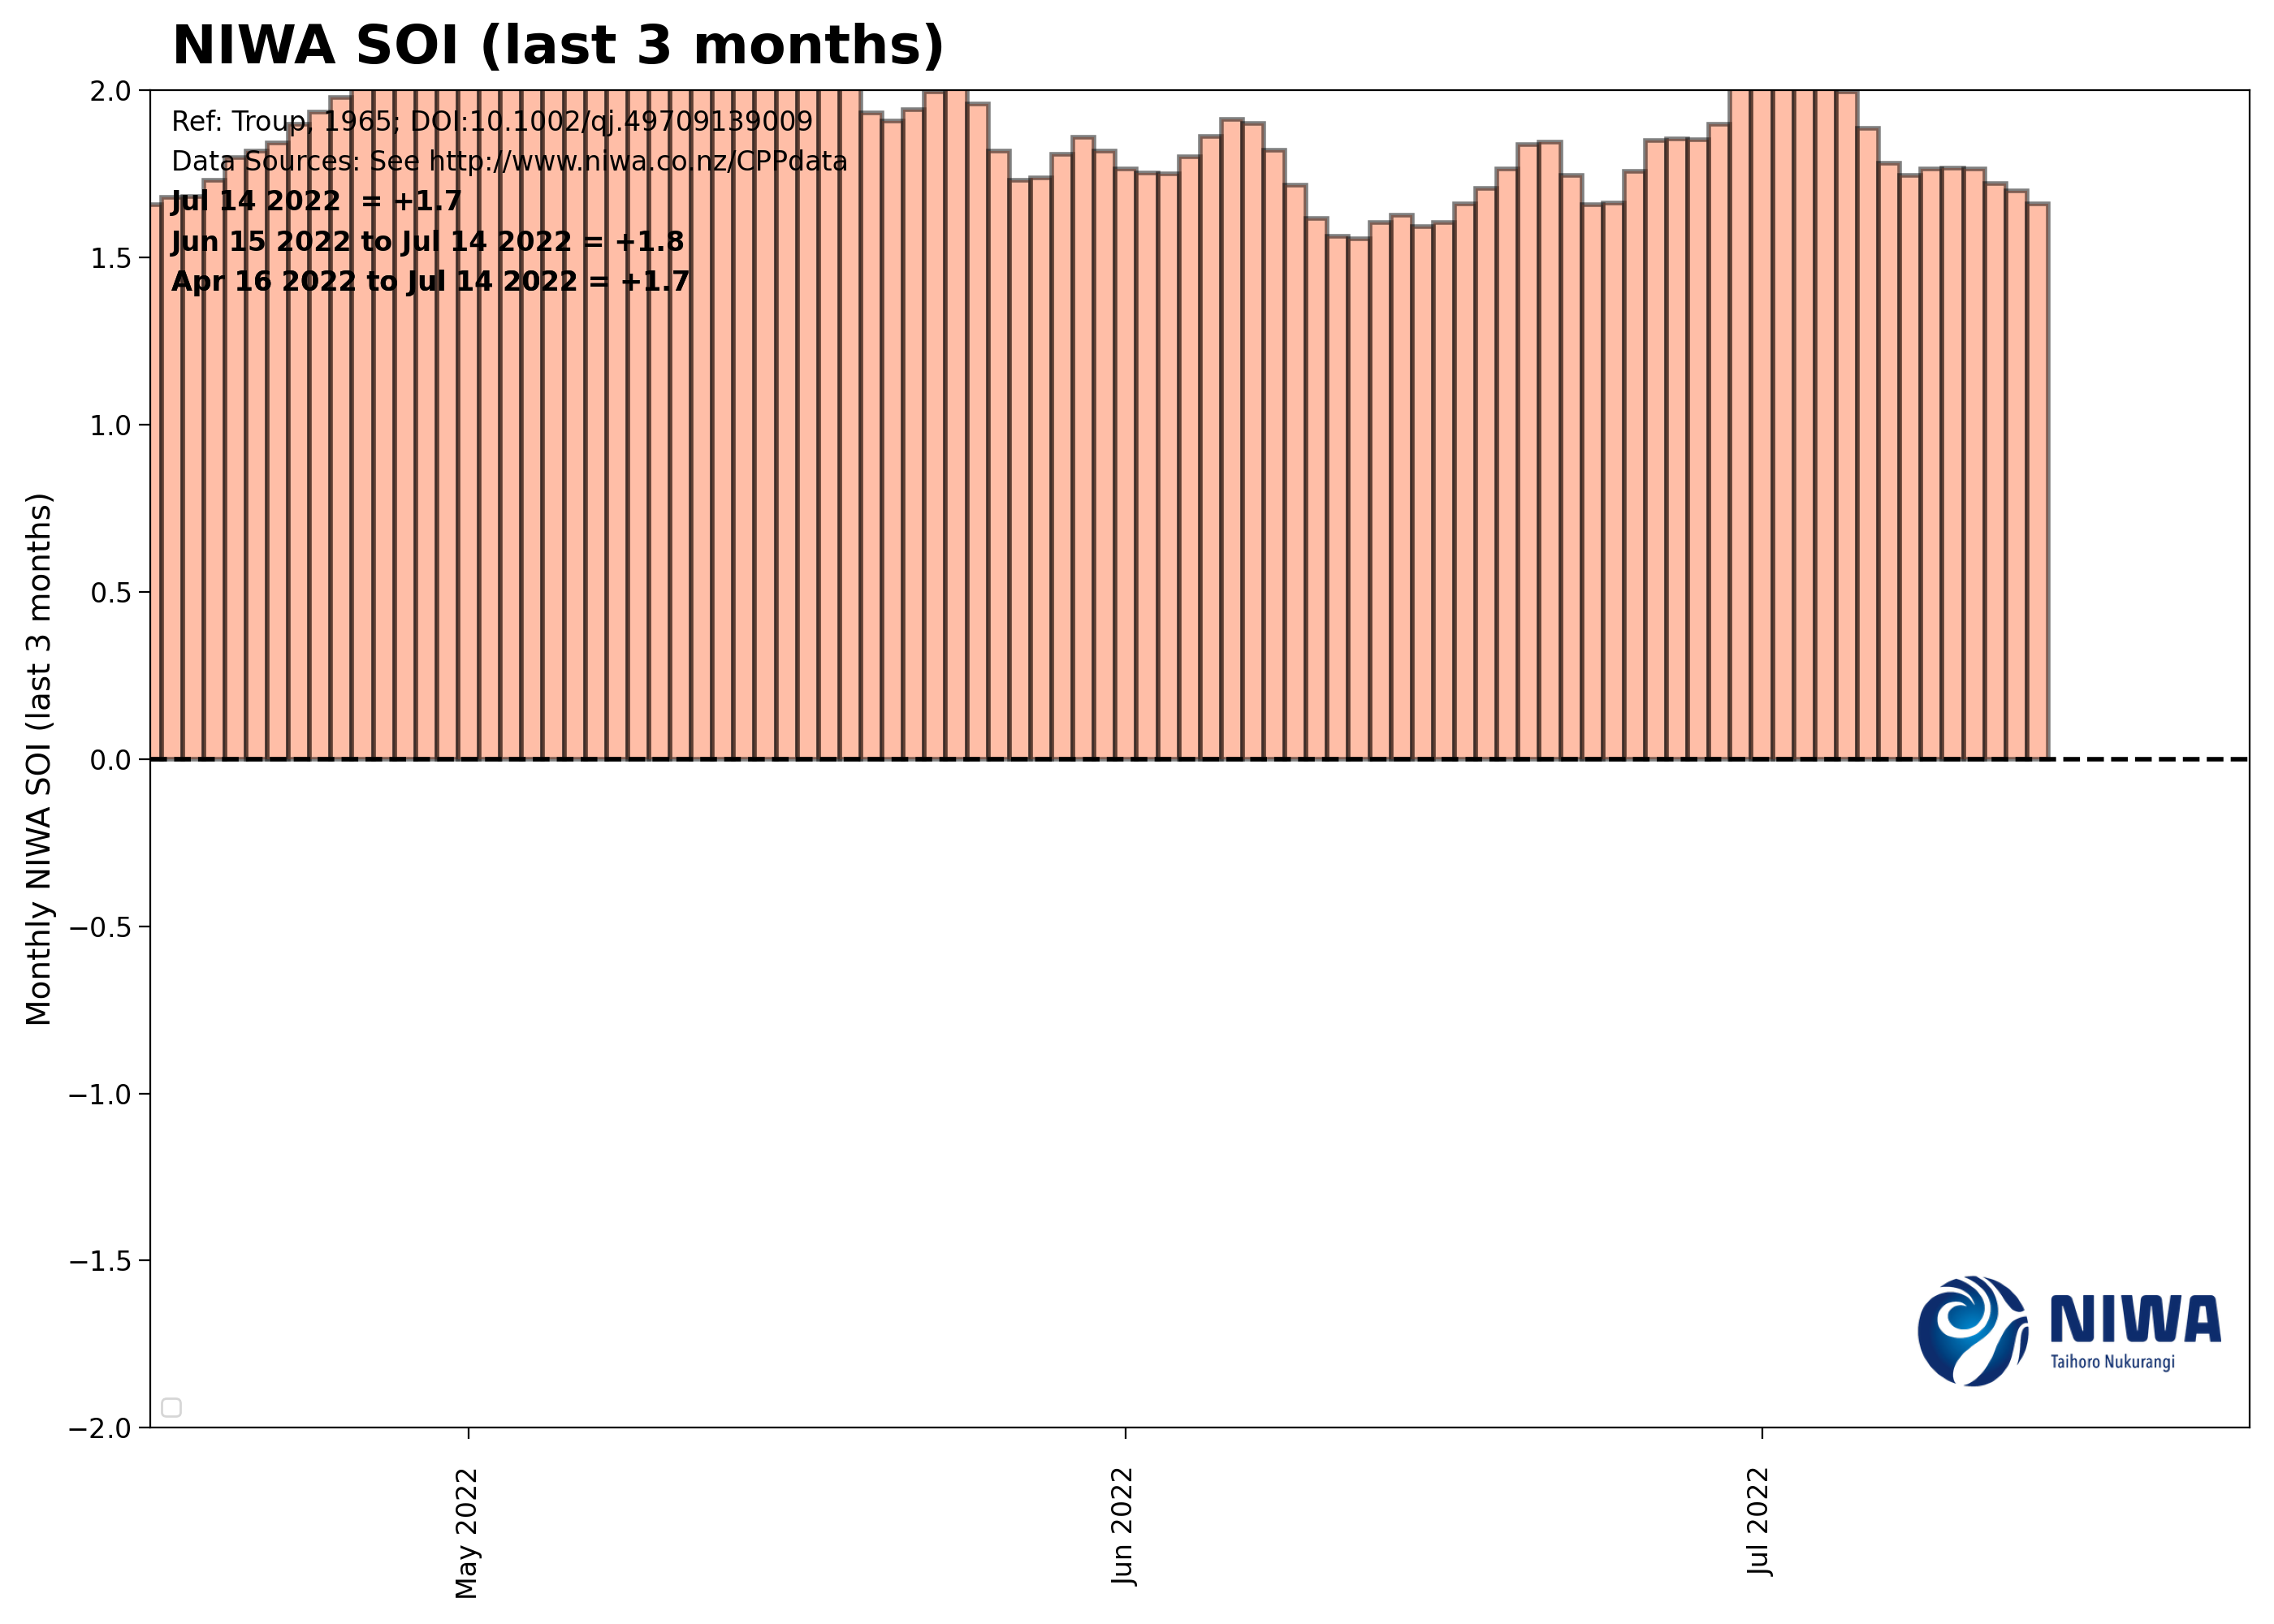 NIWA SOI (last 3 months)
Ref: Troup, 1965; DOI:10.1002/qj.49709139009
Data Sources: See http://www.niwa.co.nz/CPPdata
Jul 14 2022  = +1.7
Jun 15 2022 to Jul 14 2022 = +1.8
Apr 16 2022 to Jul 14 2022 = +1.7
Monthly NIWA SOI (last 3 months)
2.0
1.5
1.0
0.5
0.0
−0.5
−1.0
−1.5
−2.0
May 2022
Jun 2022
Jul 2022
NIWA
Taihoro Nukurangi